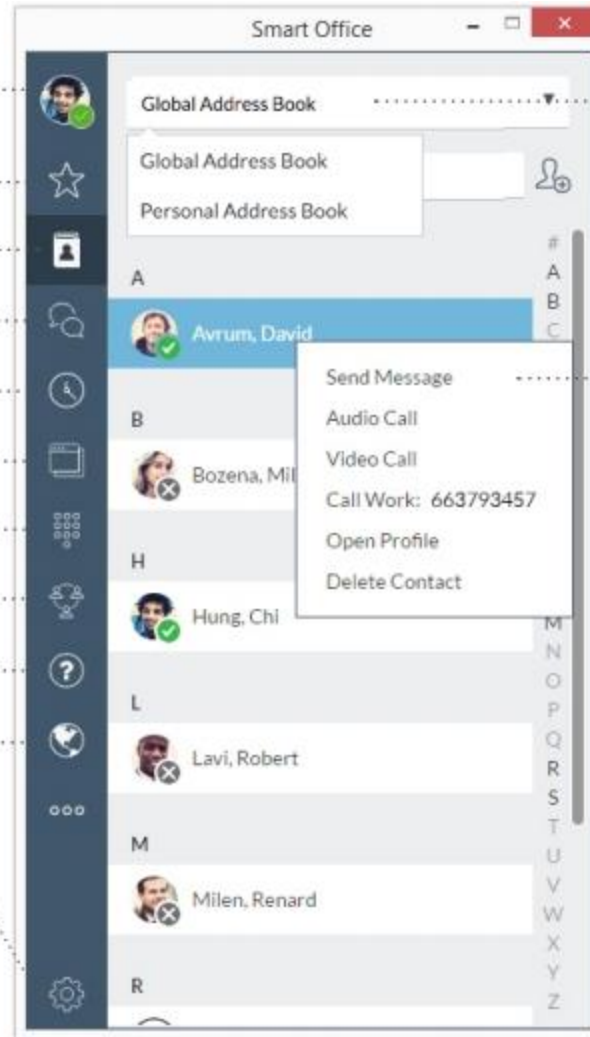 Smart Office
Global Address Book
Global Address Book
Personal Address Book
A
Avrum, David
Send Message
Audio Call
Video Call
Call Work: 663793457
Open Profile
Delete Contact
B
Bozena, Mil
H
Hung, Chi
L
Lavi, Robert
M
Milen, Renard
R
#
A
B
C
M
N
O
P
Q
R
S
T
U
V
W
X
Y
Z
?